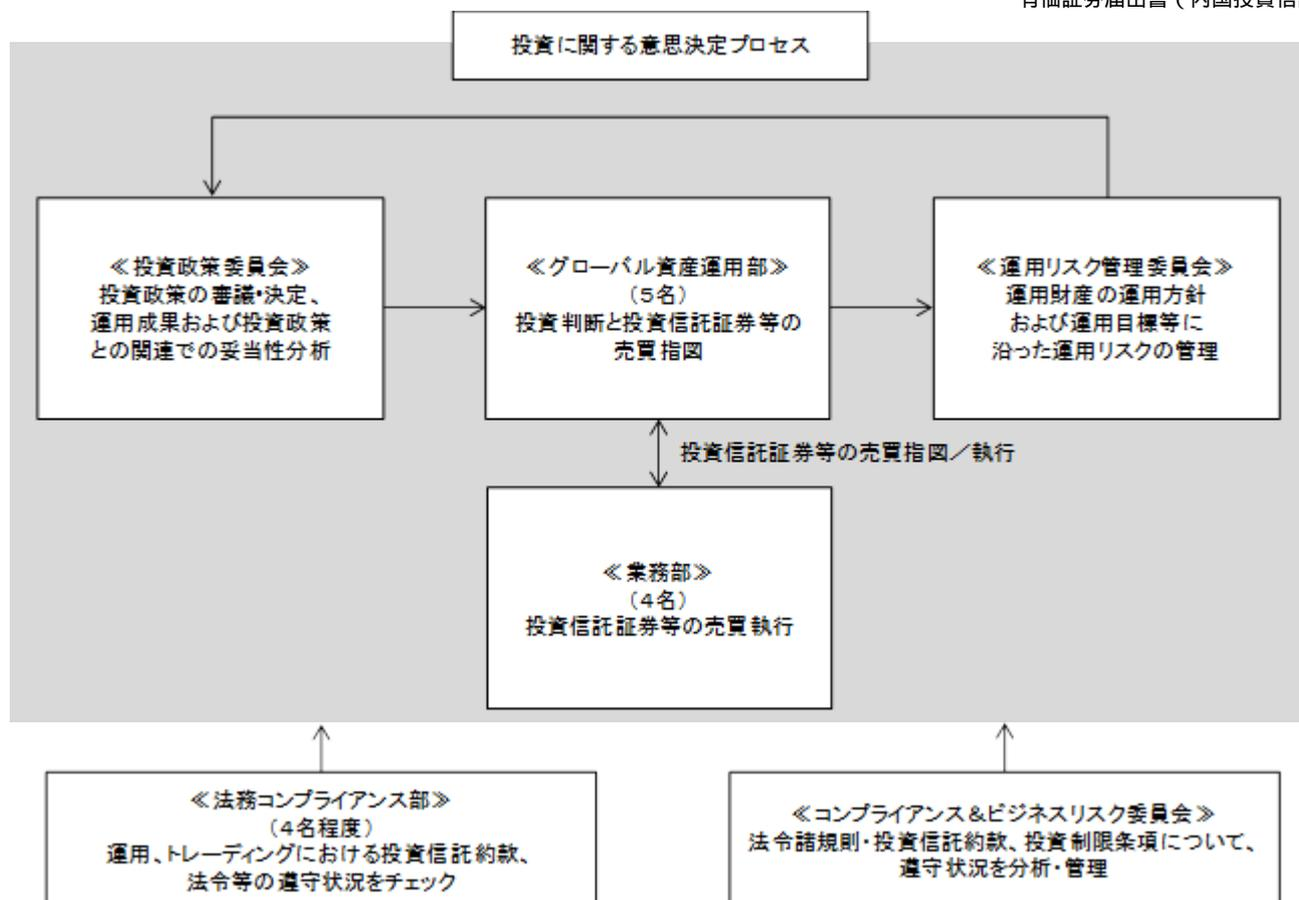 有価証券届出書(内国投資信
投資に関する意思決定プロセス
≪投資政策委員会≫
投資政策の審議・決定、
運用成果および投資政策
との関連での妥当性分析
≪グローバル資産運用部≫
(5名)
投資判断と投資信託証券等の
売買指図
≪運用リスク管理委員会≫
運用財産の運用方針
および運用目標等に
沿った運用リスクの管理
投資信託証券等の売買指図／執行
≪業務部≫
(4名)
投資信託証券等の売買執行
≪法務コンプライアンス部≫
(4名程度)
運用、トレーディングにおける投資信託約款、
法令等の遵守状況をチェック
≪コンプライアンス&ビジネスリスク委員会≫
法令諸規則・投資信託約款、投資制限条項について、
遵守状況を分析・管理